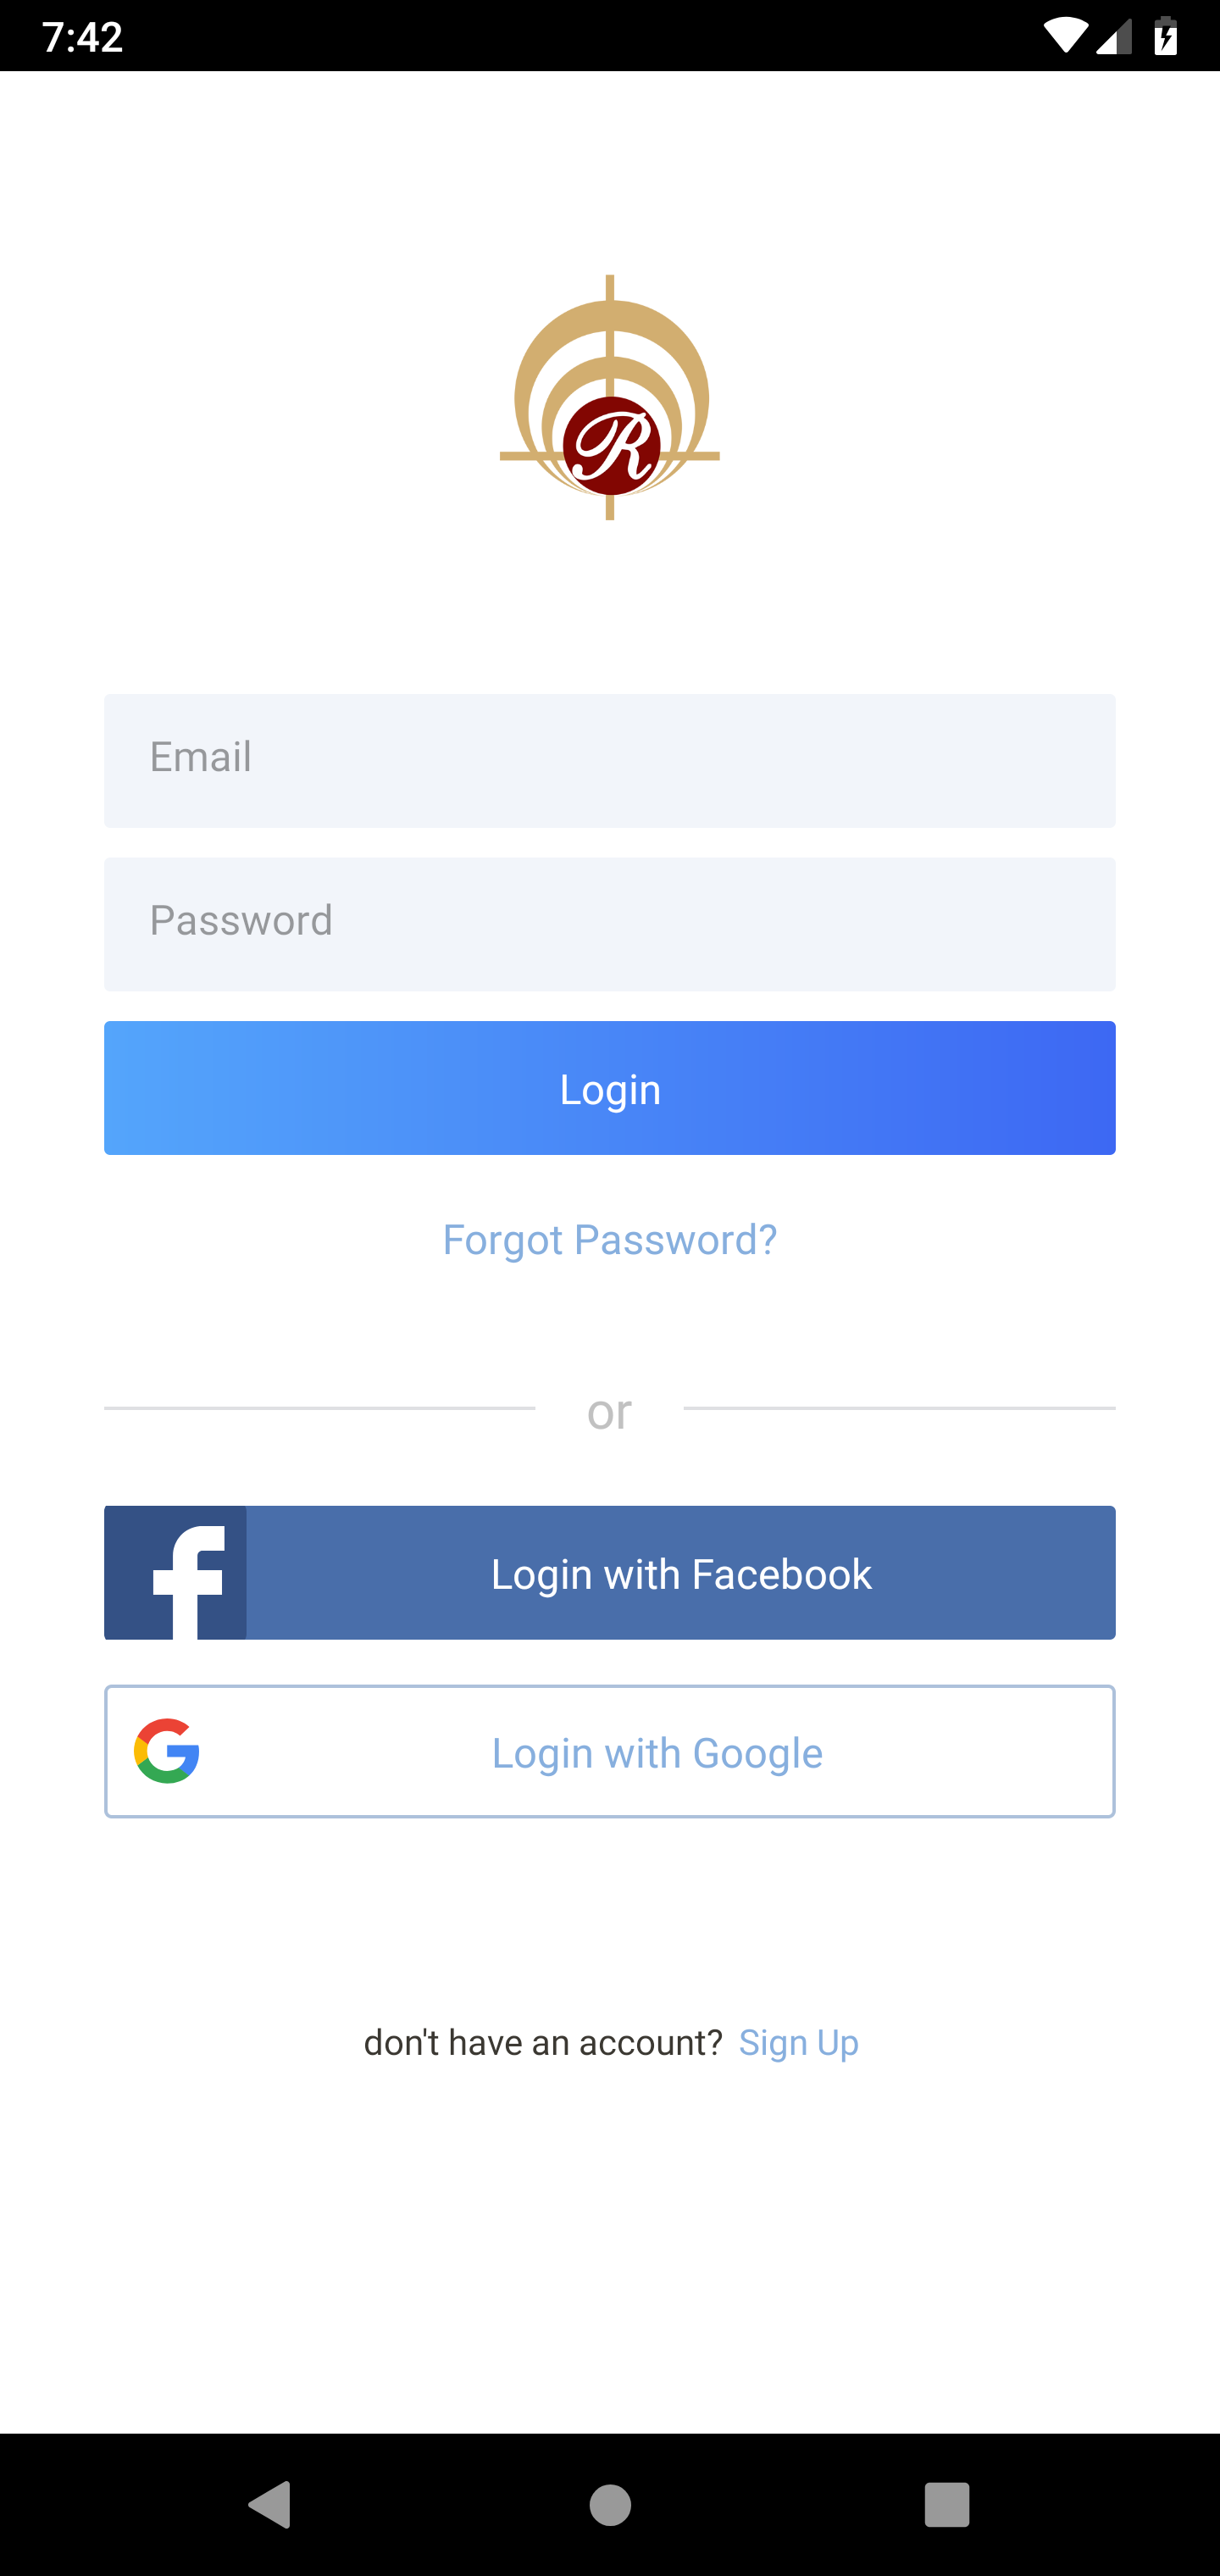 7:42
R
Email
Password
Login
Forgot Password?
or
Login with Facebook
Login with Google
don't have an account? Sign Up